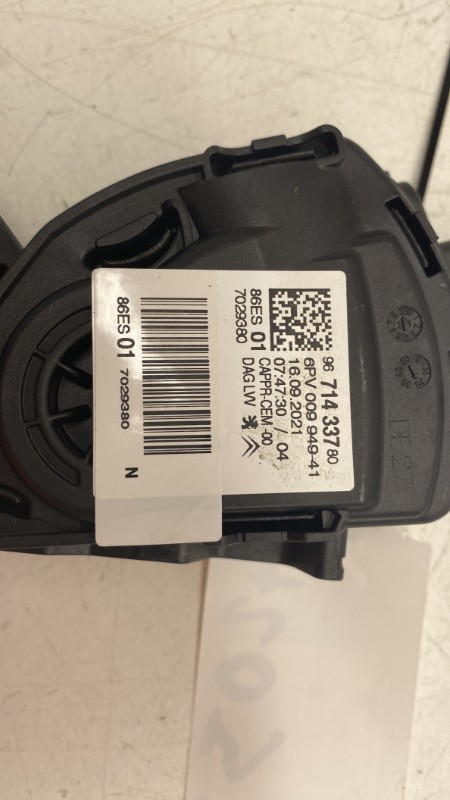 96 714 337 80
6PV 009 949-41
16.09.2021
07:47:30 / 04
86ES 01 CAPPR-CEM -00
7029380 DAG LVV
86ES 01 7029380
N